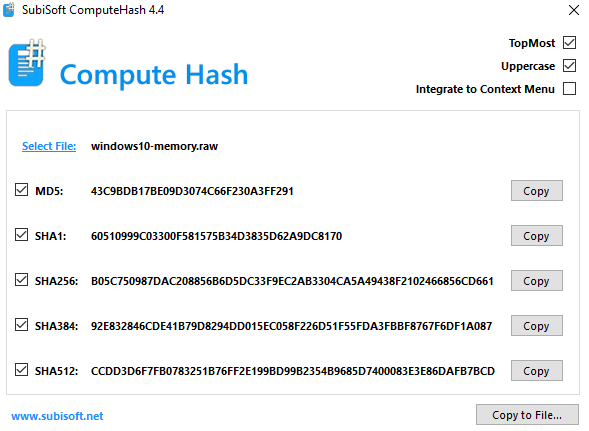 SubiSoft ComputeHash 4.4
#
Compute Hash
TopMost
Uppercase
Integrate to Context Menu
Select File: windows10-memory.raw
MD5: 43C9BDB17BE09D3074C66F230A3FF291 Copy
SHA1: 60510999C03300F581575B34D3835D62A9DC8170 Copy
SHA256: B05C750987DAC208856B6D5DC33F9EC2AB3304CA5A49438F2102466856CD661 Copy
SHA384: 92E832846CDE41B79D8294DD015EC058F226D51F55FDA3FBBF8767F6DF1A087 Copy
SHA512: CCDD3D6F7FB0783251B76FF2E199BD99B2354B9685D7400083E3E86DAFB7BCD Copy
www.subisoft.net Copy to File...